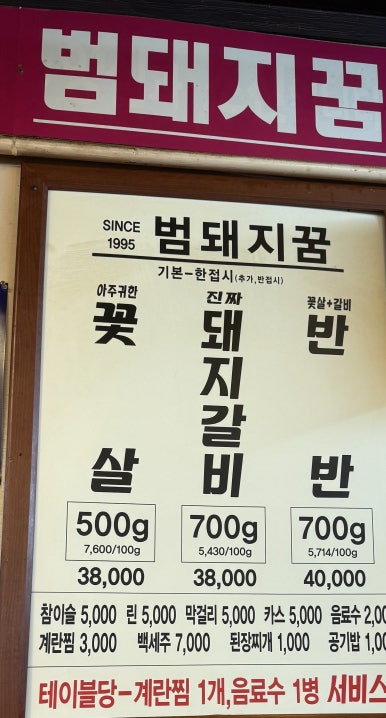 범돼지꿈
SINCE 1995 범돼지꿈
기본-한접시(추가,반접시)
아주귀한 꽃살
진짜 돼지갈비
꽃살+갈비 반반
500g 700g 700g
7,600/100g 5,430/100g 5,714/100g
38,000 38,000 40,000
참이슬 5,000 린 5,000 막걸리 5,000 카스 5,000 음료수
계란찜 3,000 백세주 7,000 된장찌개 1,000 공기밥
테이블당-계란찜 1개,음료수 1병 서비스